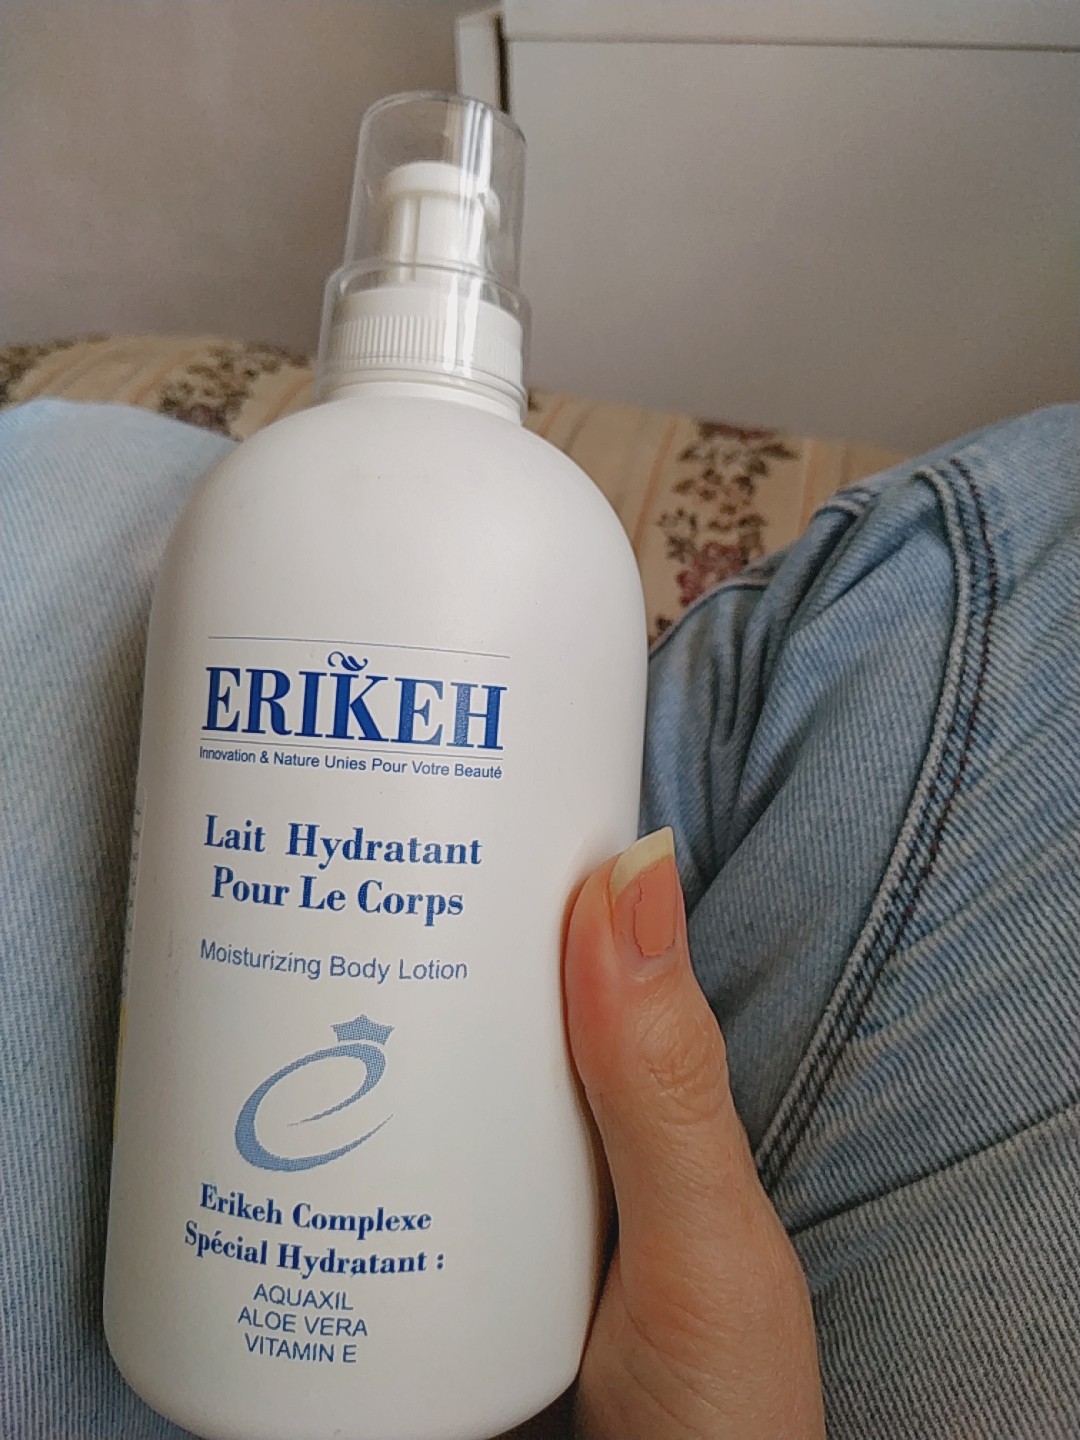 ERIKEH
Innovation & Nature Unies Pour Votre Beauté
Lait Hydratant
Pour Le Corps
Moisturizing Body Lotion
Erikeh Complexe
Spécial Hydratant :
AQUAXIL
ALOE VERA
VITAMIN E